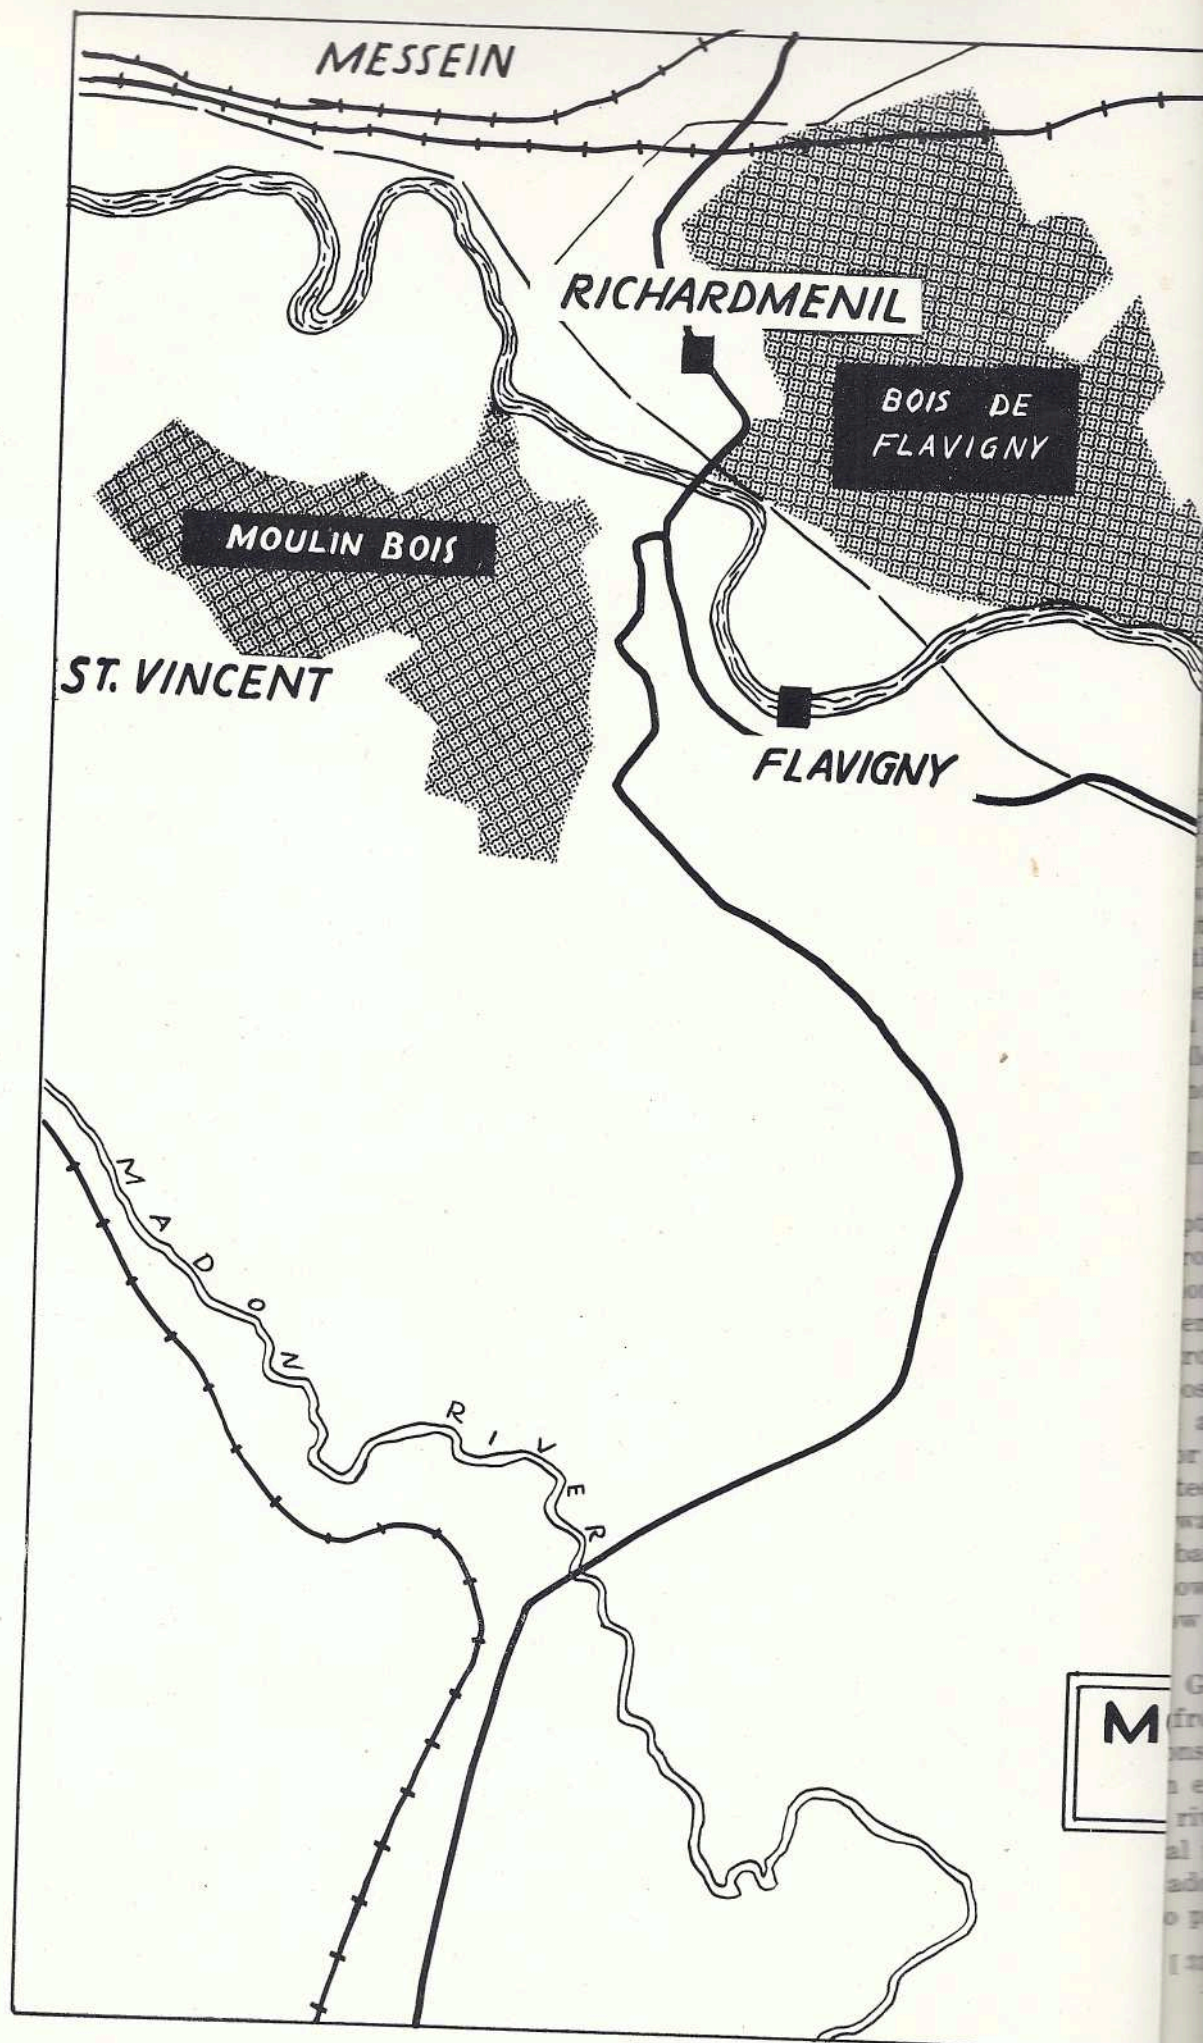 MESSEIN
RICHARDMENIL
BOIS DE
FLAVIGNY
MOULIN BOIS
ST. VINCENT
FLAVIGNY
MADON RIVER
M